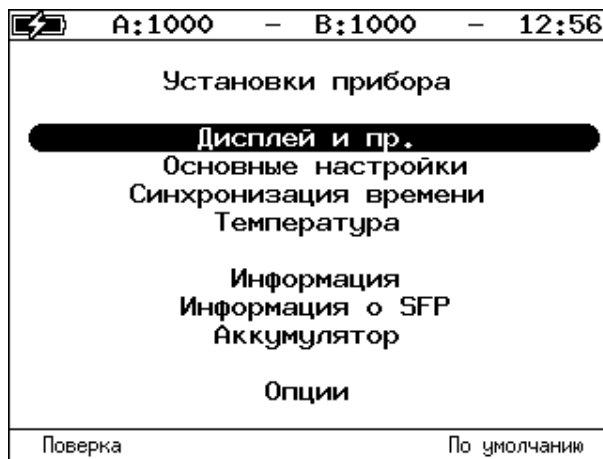 A:1000 – B:1000 – 12:56
Установки прибора
Дисплей и пр.
Основные настройки
Синхронизация времени
Температура
Информация
Информация о SFP
Аккумулятор
Опции
Поверка По умолчанию